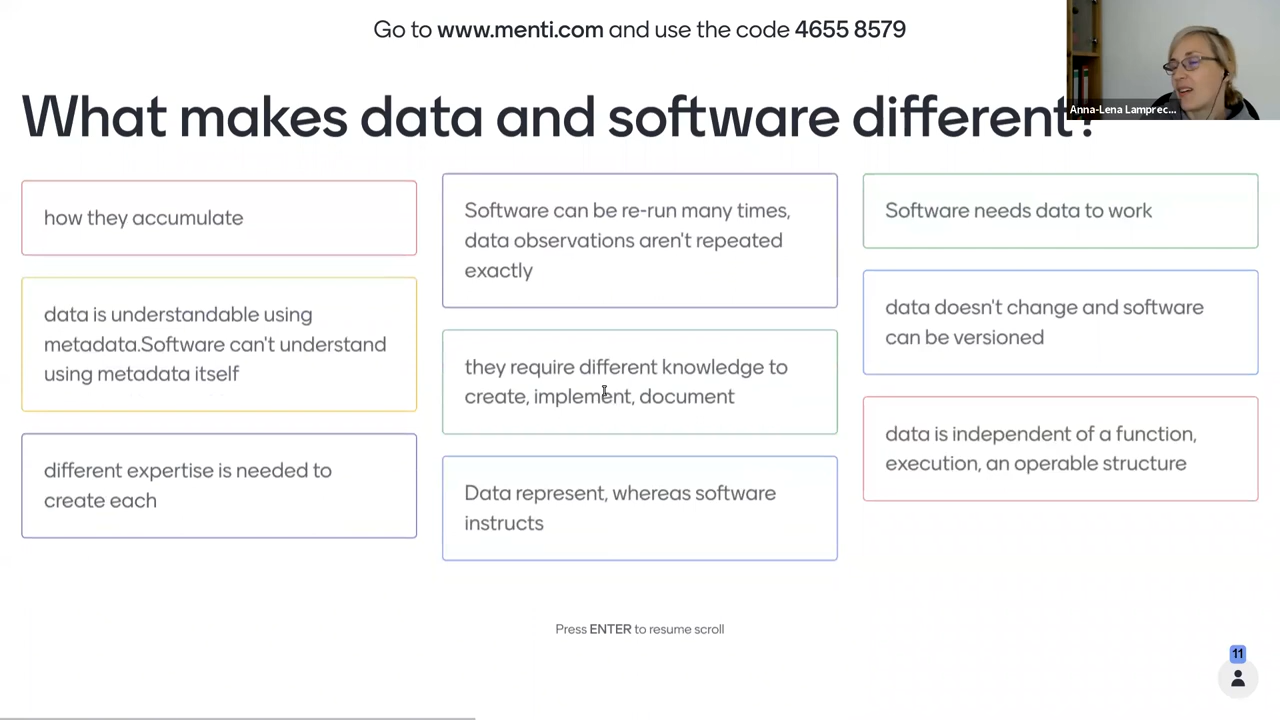 Go to www.menti.com and use the code 4655 8579
Anna-Lena Lamprec...
What makes data and software different?
how they accumulate
data is understandable using
metadata.Software can't understand
using metadata itself
different expertise is needed to
create each
Software can be re-run many times,
data observations aren't repeated
exactly
they require different knowledge to
create, implement, document
Data represent, whereas software
instructs
Software needs data to work
data doesn't change and software
can be versioned
data is independent of a function,
execution, an operable structure
Press ENTER to resume scroll
11